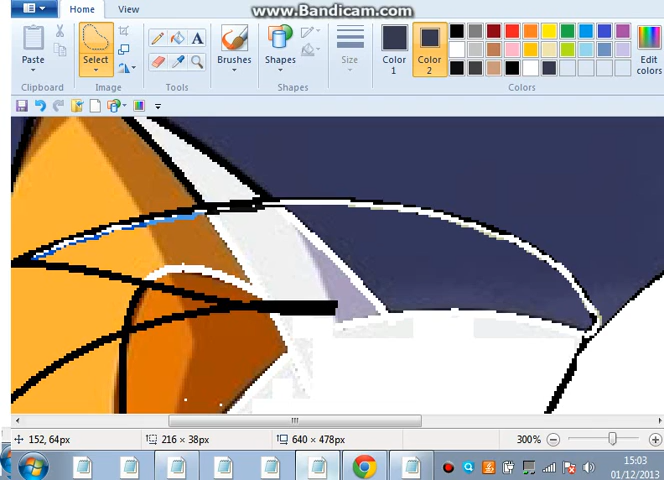 www.Bandicam.com
Home View
Paste
Select
A
Brushes
Shapes
Size
Color 1
Color 2
Edit colors
Clipboard Image Tools Shapes Colors
152, 64px 216 × 38px 640 × 478px 300%
15:03
01/12/2013